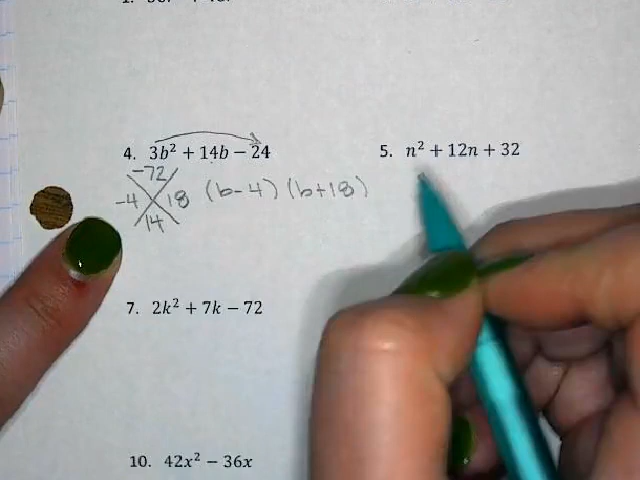 4. 3b² + 14b − 24
-72
-4 18 (b-4) (b+18)
14
5. n² + 12n + 32
7. 2k² + 7k − 72
10. 42x² − 36x